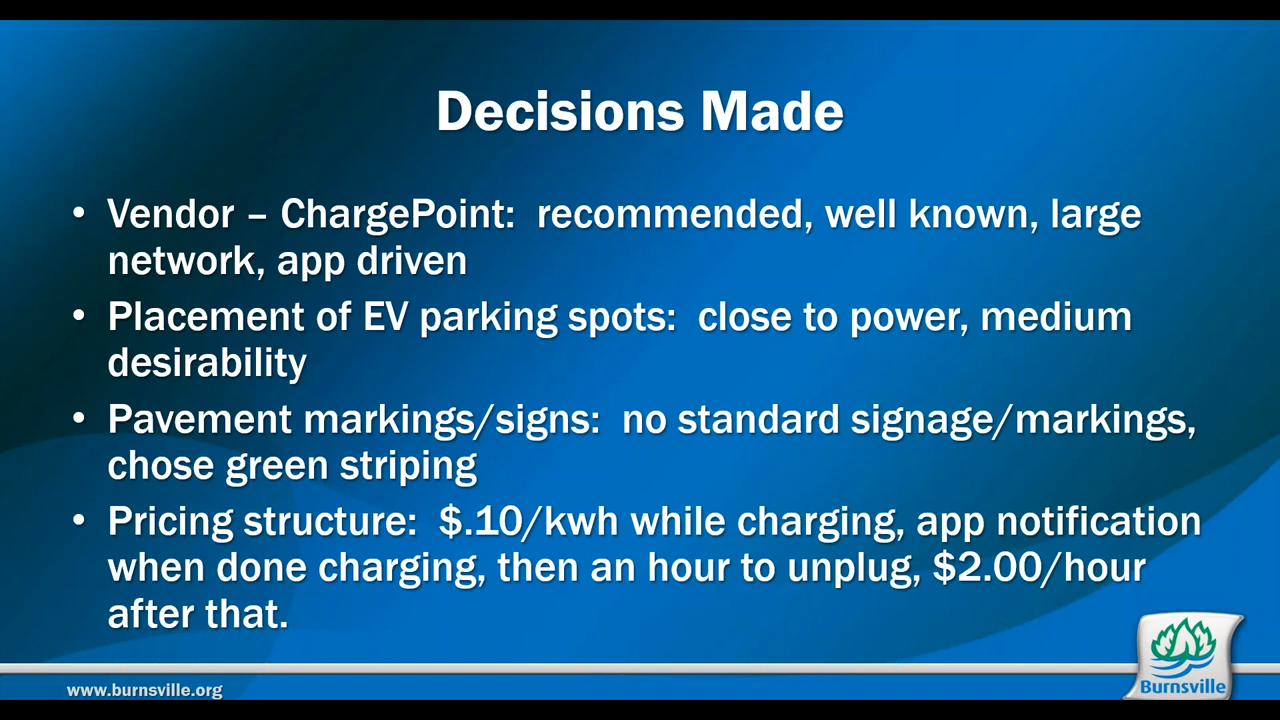 Decisions Made
• Vendor – ChargePoint:  recommended, well known, large
network, app driven
• Placement of EV parking spots:  close to power, medium
desirability
• Pavement markings/signs:  no standard signage/markings,
chose green striping
• Pricing structure:  $.10/kwh while charging, app notification
when done charging, then an hour to unplug, $2.00/hour
after that.
www.burnsville.org
Burnsville